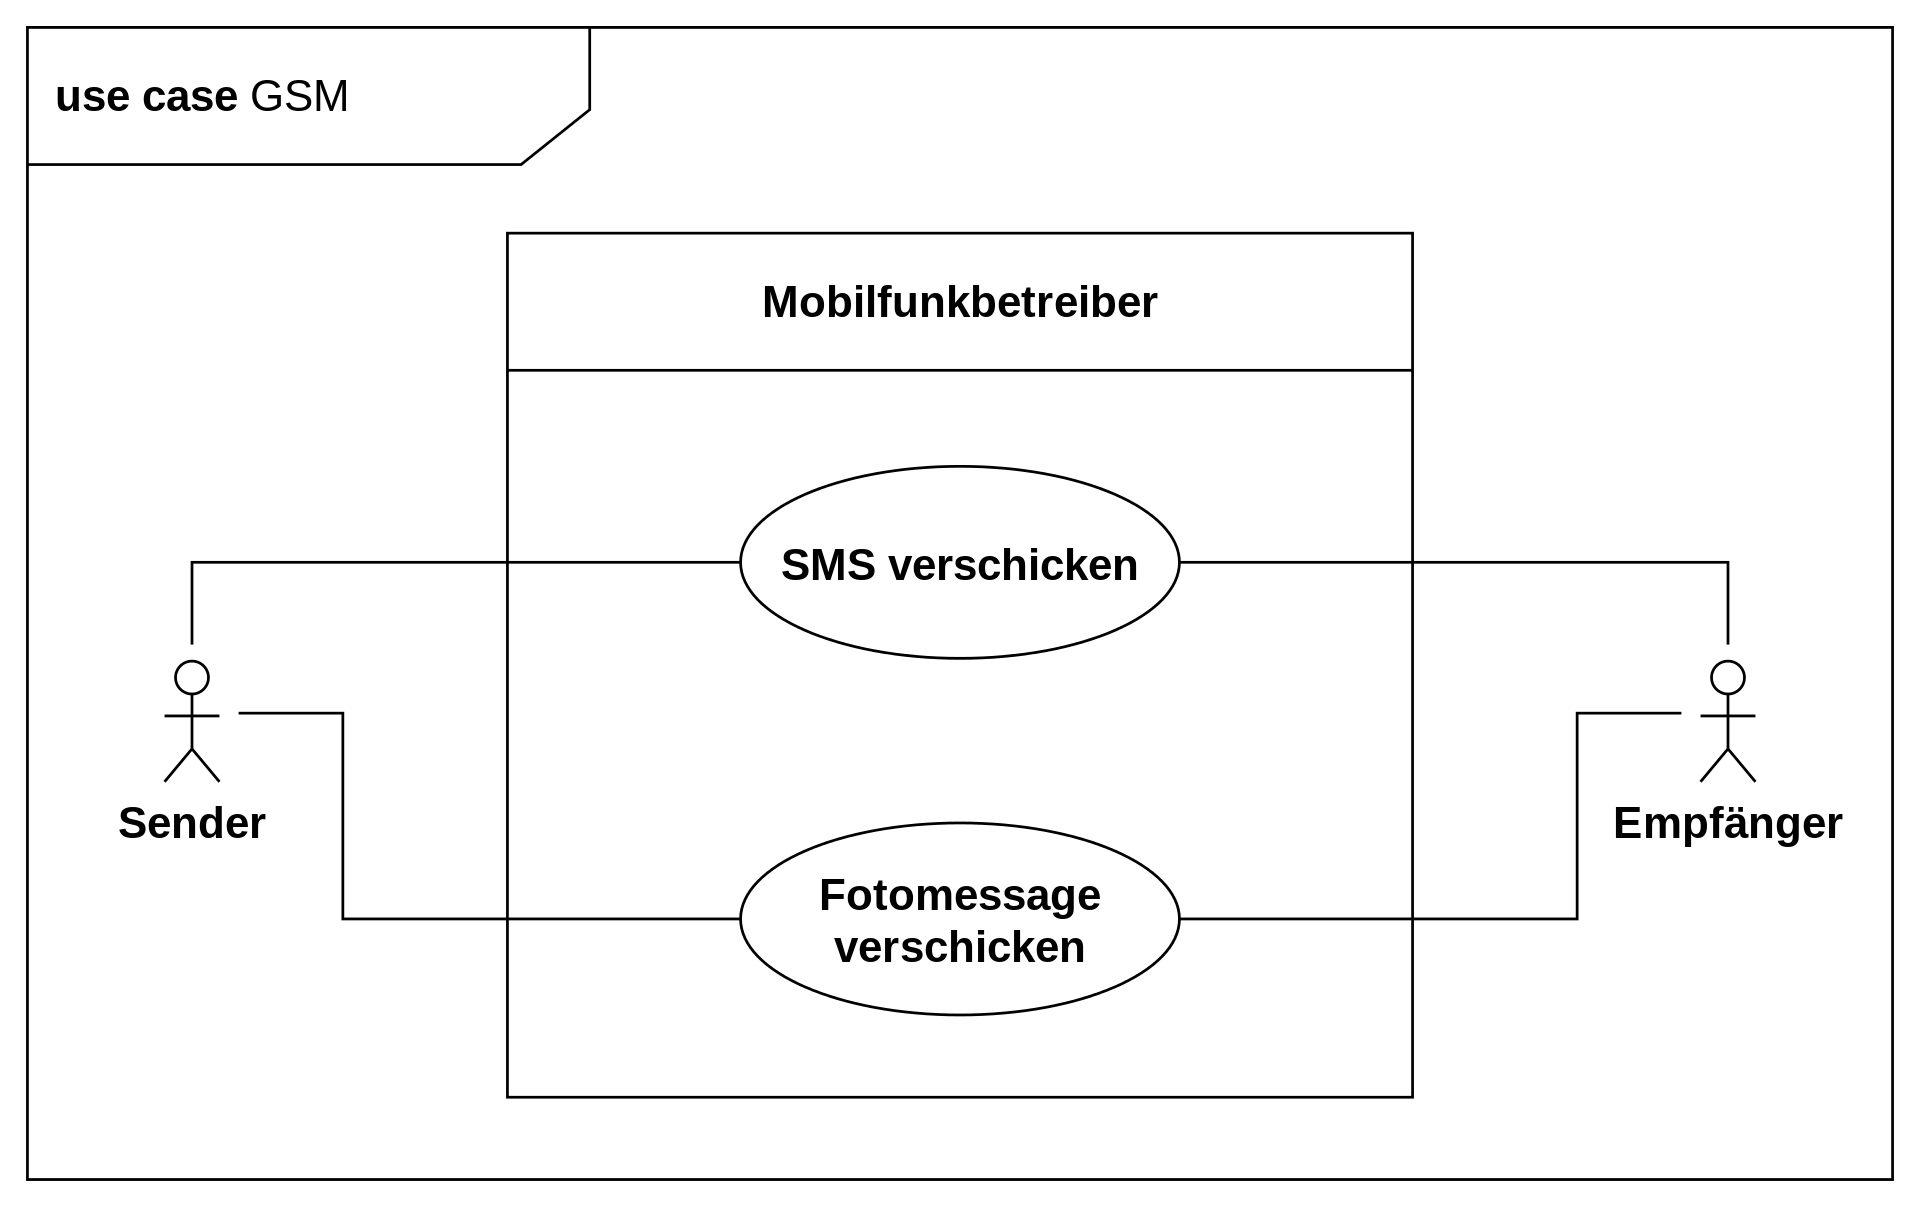 use case GSM
Mobilfunkbetreiber
SMS verschicken
Sender
Empfänger
Fotomessage
verschicken